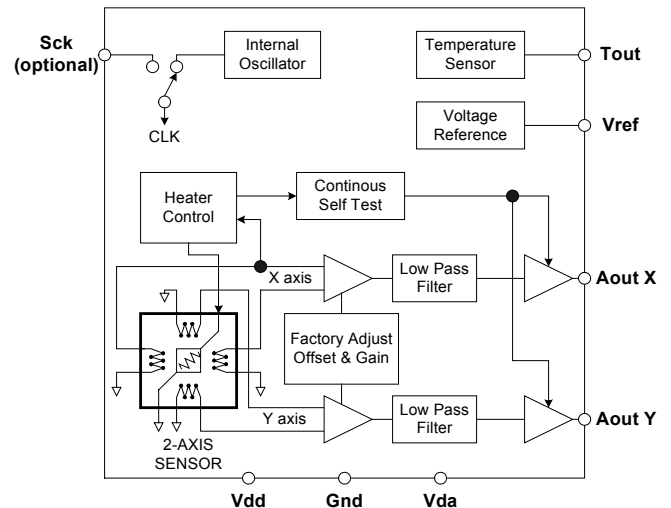 Sck
(optional)
Internal
Oscillator
CLK
Temperature
Sensor
Tout
Voltage
Reference
Vref
Heater
Control
Continous
Self Test
X axis
Low Pass
Filter
Aout X
Factory Adjust
Offset & Gain
Y axis
Low Pass
Filter
Aout Y
2-AXIS
SENSOR
Vdd
Gnd
Vda